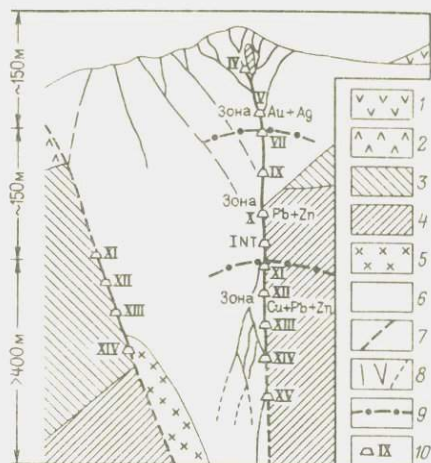 ~150м
~150м
>400м
IV
V
Зона Au+Ag
VII
IX
Зона
X Pb+Zn
INT
XI
XII
Зона Cu+Pb+Zn
XIII
XIV
XV
XI
XII
XIII
XIV
1
2
3
4
5
6
7
8
9
IX 10